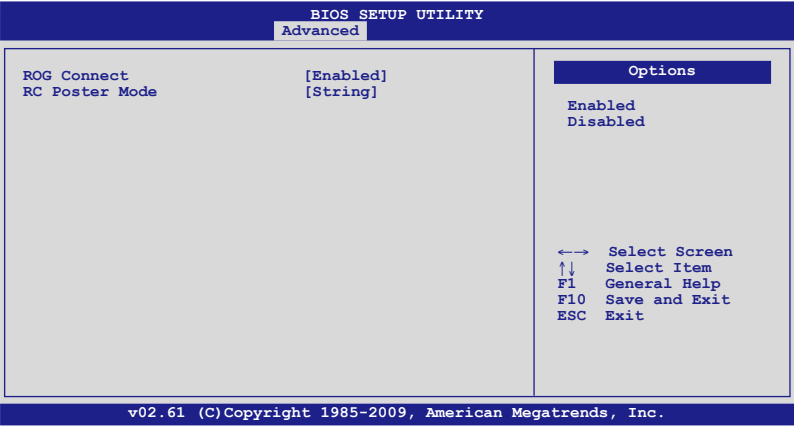 BIOS SETUP UTILITY
Advanced
ROG Connect [Enabled]
RC Poster Mode [String]
Options
Enabled
Disabled
←→ Select Screen
↑↓ Select Item
F1 General Help
F10 Save and Exit
ESC Exit
v02.61 (C)Copyright 1985-2009, American Megatrends, Inc.